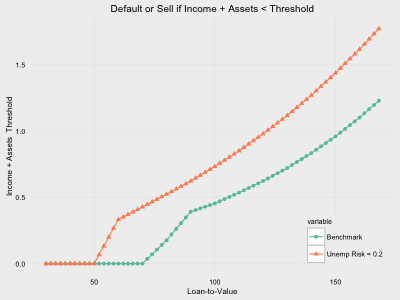 Default or Sell if Income + Assets < Threshold
Income + Assets Threshold
1.5
1.0
0.5
0.0
50
100
150
Loan-to-Value
variable
Benchmark
Unemp Risk = 0.2